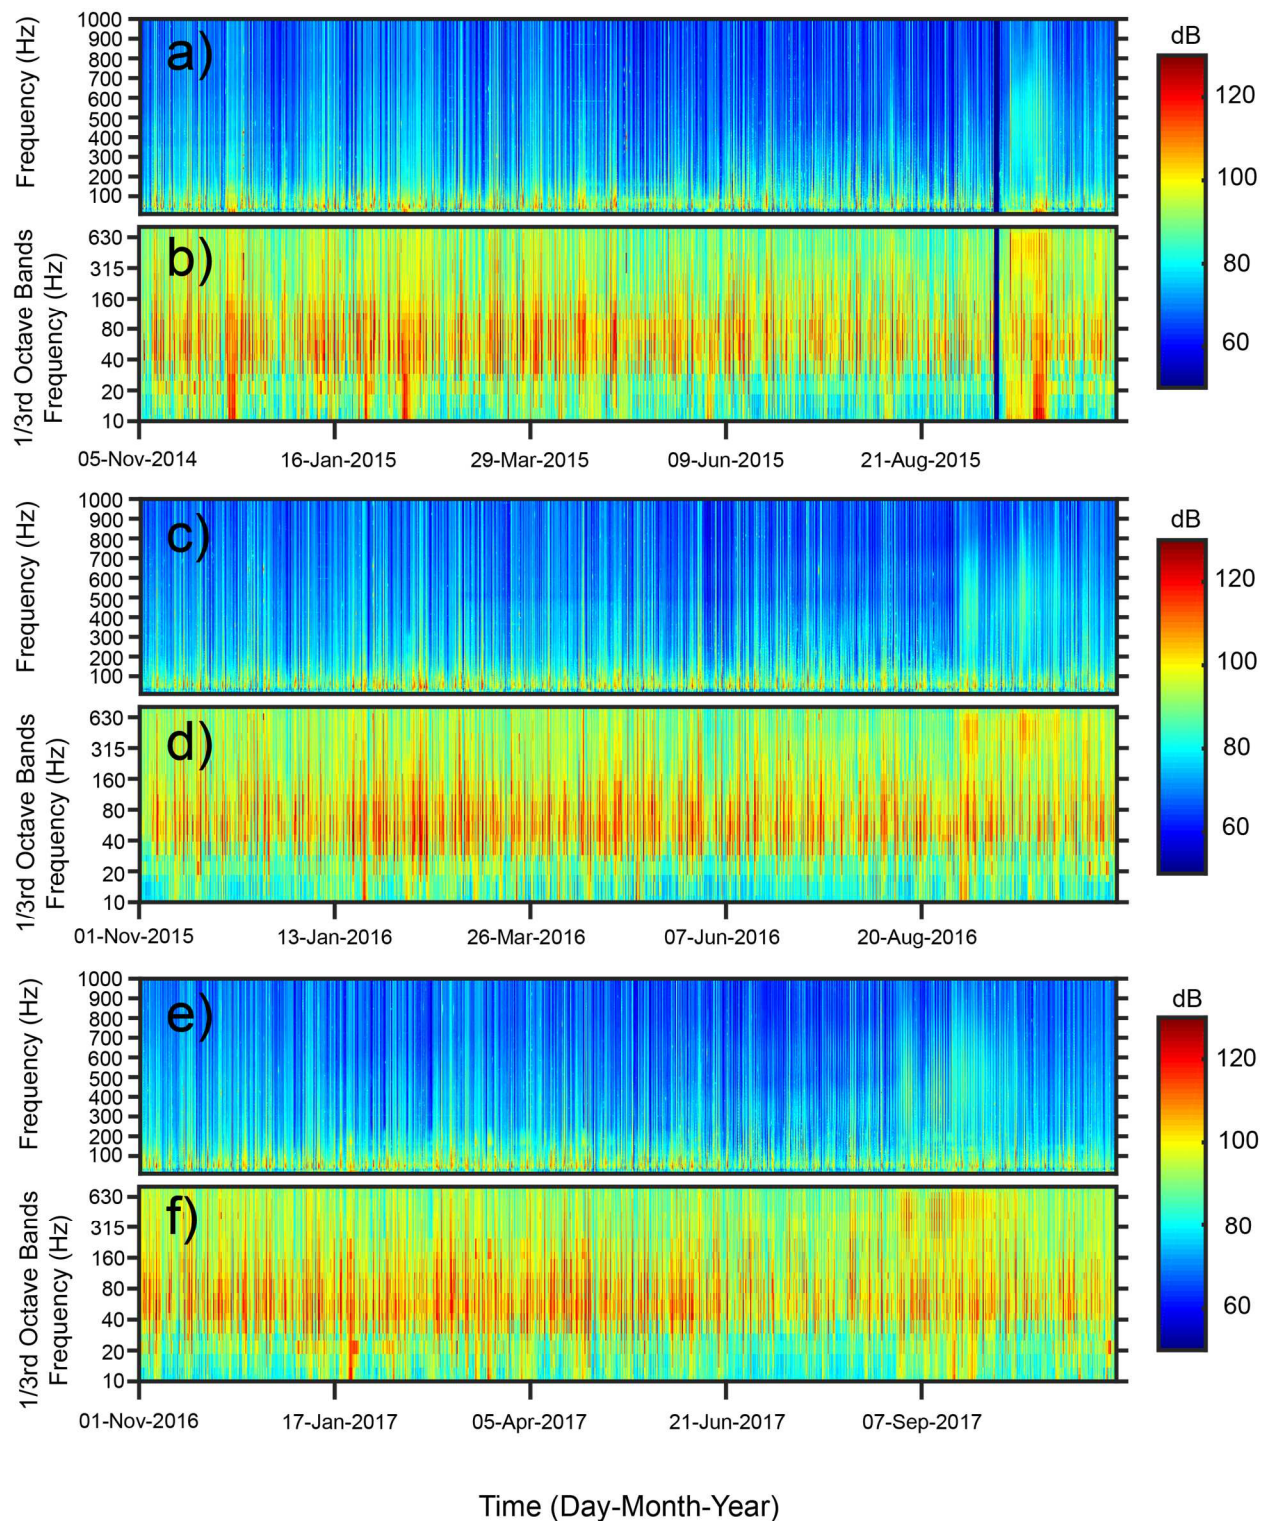 dB
1000
900
800
700
600
500
400
300
200
100
Frequency (Hz)
a)
120
100
80
60
630
315
160
80
40
20
10
1/3rd Octave Bands
Frequency (Hz)
b)
05-Nov-2014
16-Jan-2015
29-Mar-2015
09-Jun-2015
21-Aug-2015
dB
1000
900
800
700
600
500
400
300
200
100
Frequency (Hz)
c)
120
100
80
60
630
315
160
80
40
20
10
1/3rd Octave Bands
Frequency (Hz)
d)
01-Nov-2015
13-Jan-2016
26-Mar-2016
07-Jun-2016
20-Aug-2016
dB
1000
900
800
700
600
500
400
300
200
100
Frequency (Hz)
e)
120
100
80
60
630
315
160
80
40
20
10
1/3rd Octave Bands
Frequency (Hz)
f)
01-Nov-2016
17-Jan-2017
05-Apr-2017
21-Jun-2017
07-Sep-2017
Time (Day-Month-Year)